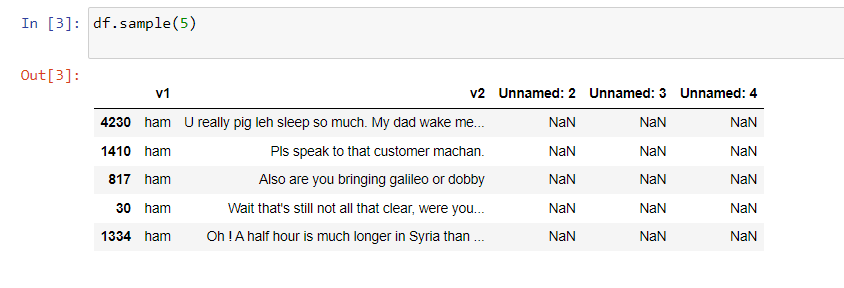 In [3]: df.sample(5)
Out[3]:
v1 v2 Unnamed: 2 Unnamed: 3 Unnamed: 4
4230 ham U really pig leh sleep so much. My dad wake me... NaN NaN NaN
1410 ham Pls speak to that customer machan. NaN NaN NaN
817 ham Also are you bringing galileo or dobby NaN NaN NaN
30 ham Wait that's still not all that clear, were you... NaN NaN NaN
1334 ham Oh ! A half hour is much longer in Syria than ... NaN NaN NaN